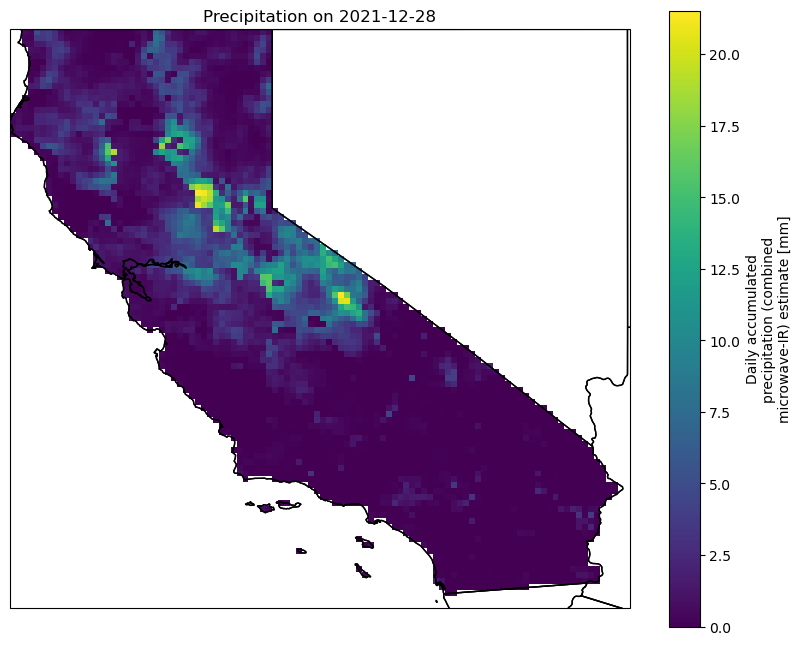 Precipitation on 2021-12-28
20.0
17.5
15.0
12.5
10.0
7.5
5.0
2.5
0.0
Daily accumulated
precipitation (combined
microwave-IR) estimate [mm]